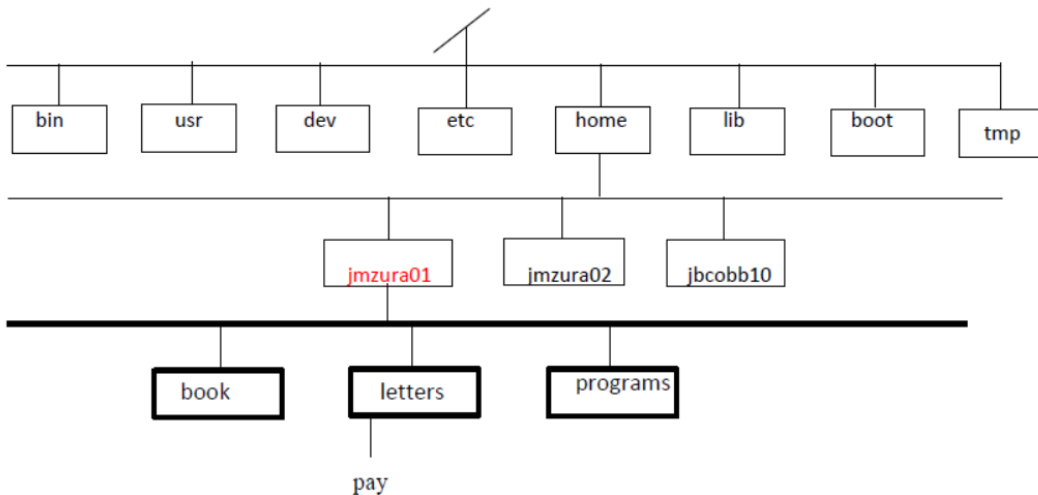 /
bin usr dev etc home lib boot tmp
jmzura01 jmzura02 jbcobb10
book letters programs
pay